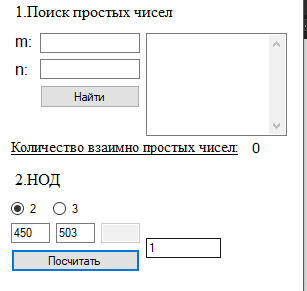 1.Поиск простых чисел
m:
n:
Найти
Количество взаимно простых чисел: 0
2.НОД
2 3
450 503
1
Посчитать